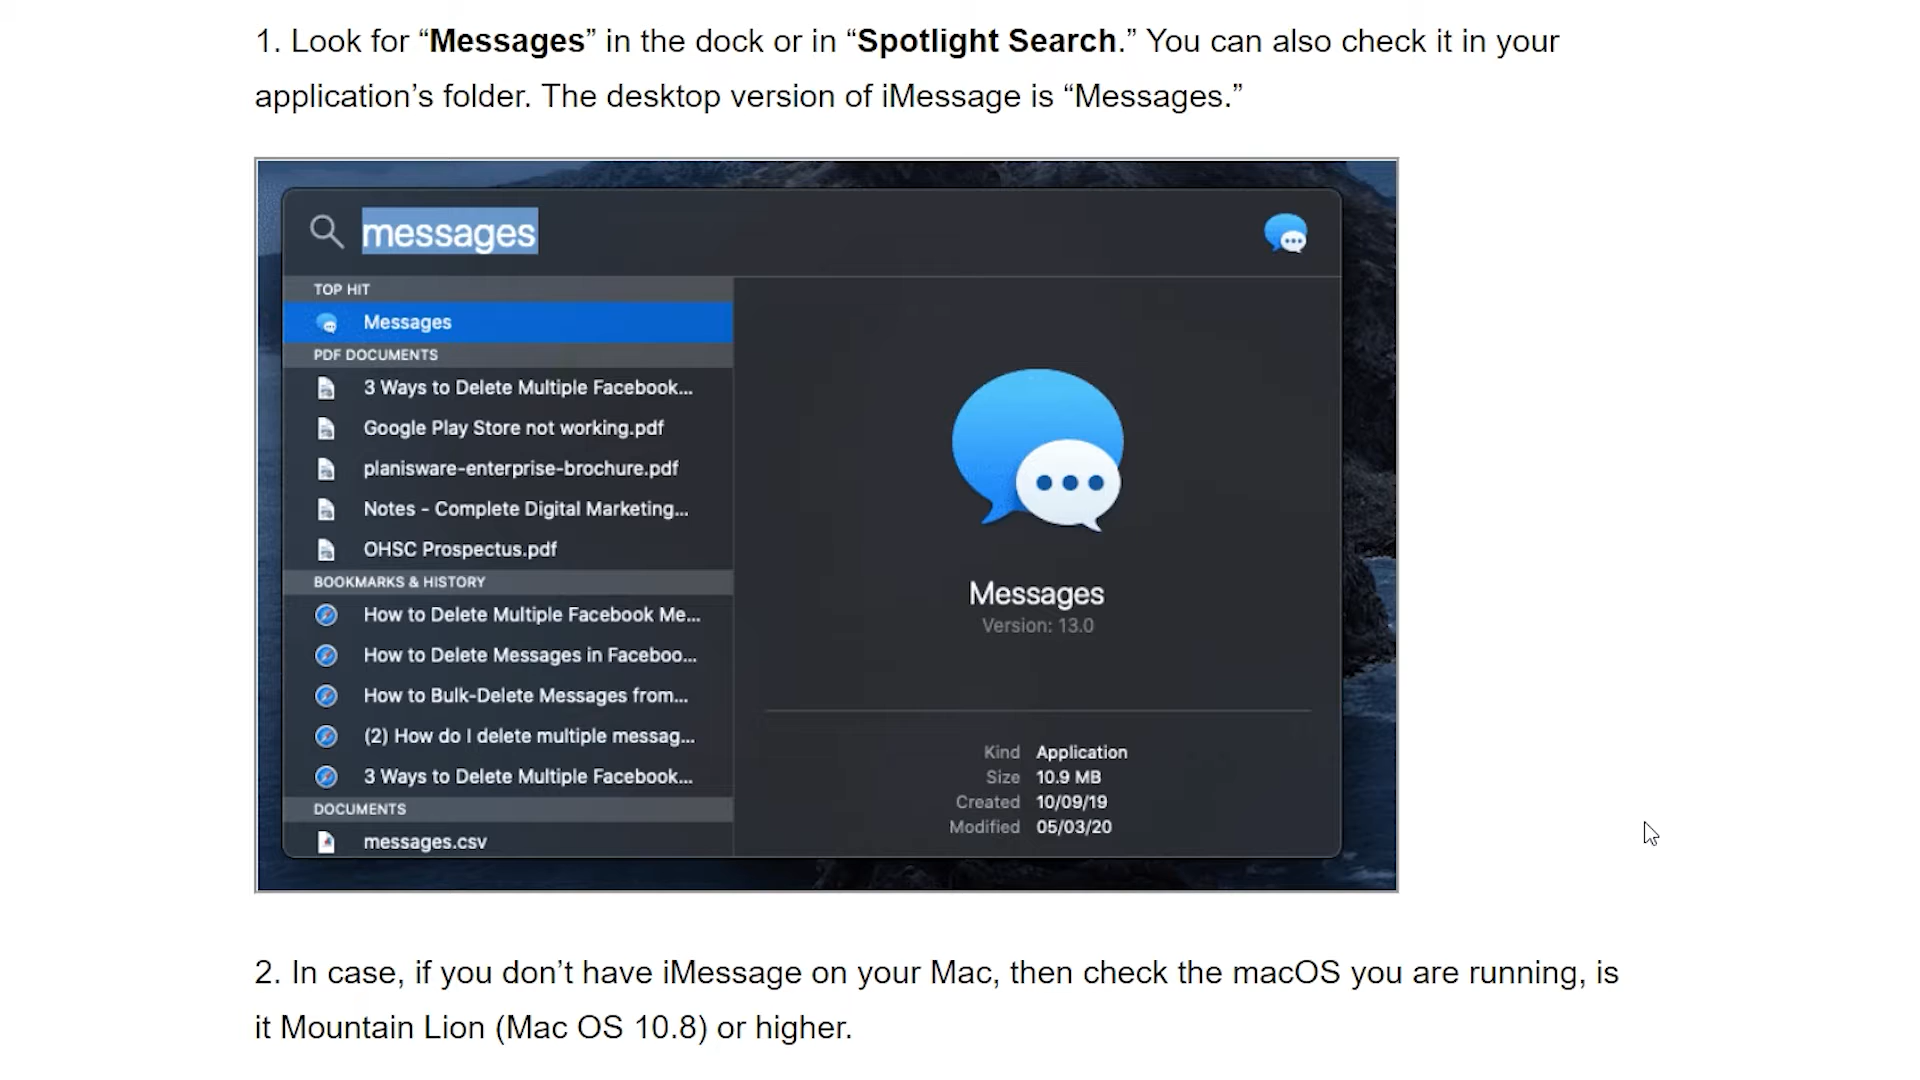 1. Look for “Messages” in the dock or in “Spotlight Search.” You can also check it in your
application’s folder. The desktop version of iMessage is “Messages.”
messages
TOP HIT
Messages
PDF DOCUMENTS
3 Ways to Delete Multiple Facebook...
Google Play Store not working.pdf
planisware-enterprise-brochure.pdf
Notes - Complete Digital Marketing...
OHSC Prospectus.pdf
BOOKMARKS & HISTORY
How to Delete Multiple Facebook Me...
How to Delete Messages in Faceboo...
How to Bulk-Delete Messages from...
(2) How do I delete multiple messag...
3 Ways to Delete Multiple Facebook...
DOCUMENTS
messages.csv
Messages
Version: 13.0
Kind Application
Size 10.9 MB
Created 10/09/19
Modified 05/03/20
2. In case, if you don’t have iMessage on your Mac, then check the macOS you are running, is
it Mountain Lion (Mac OS 10.8) or higher.